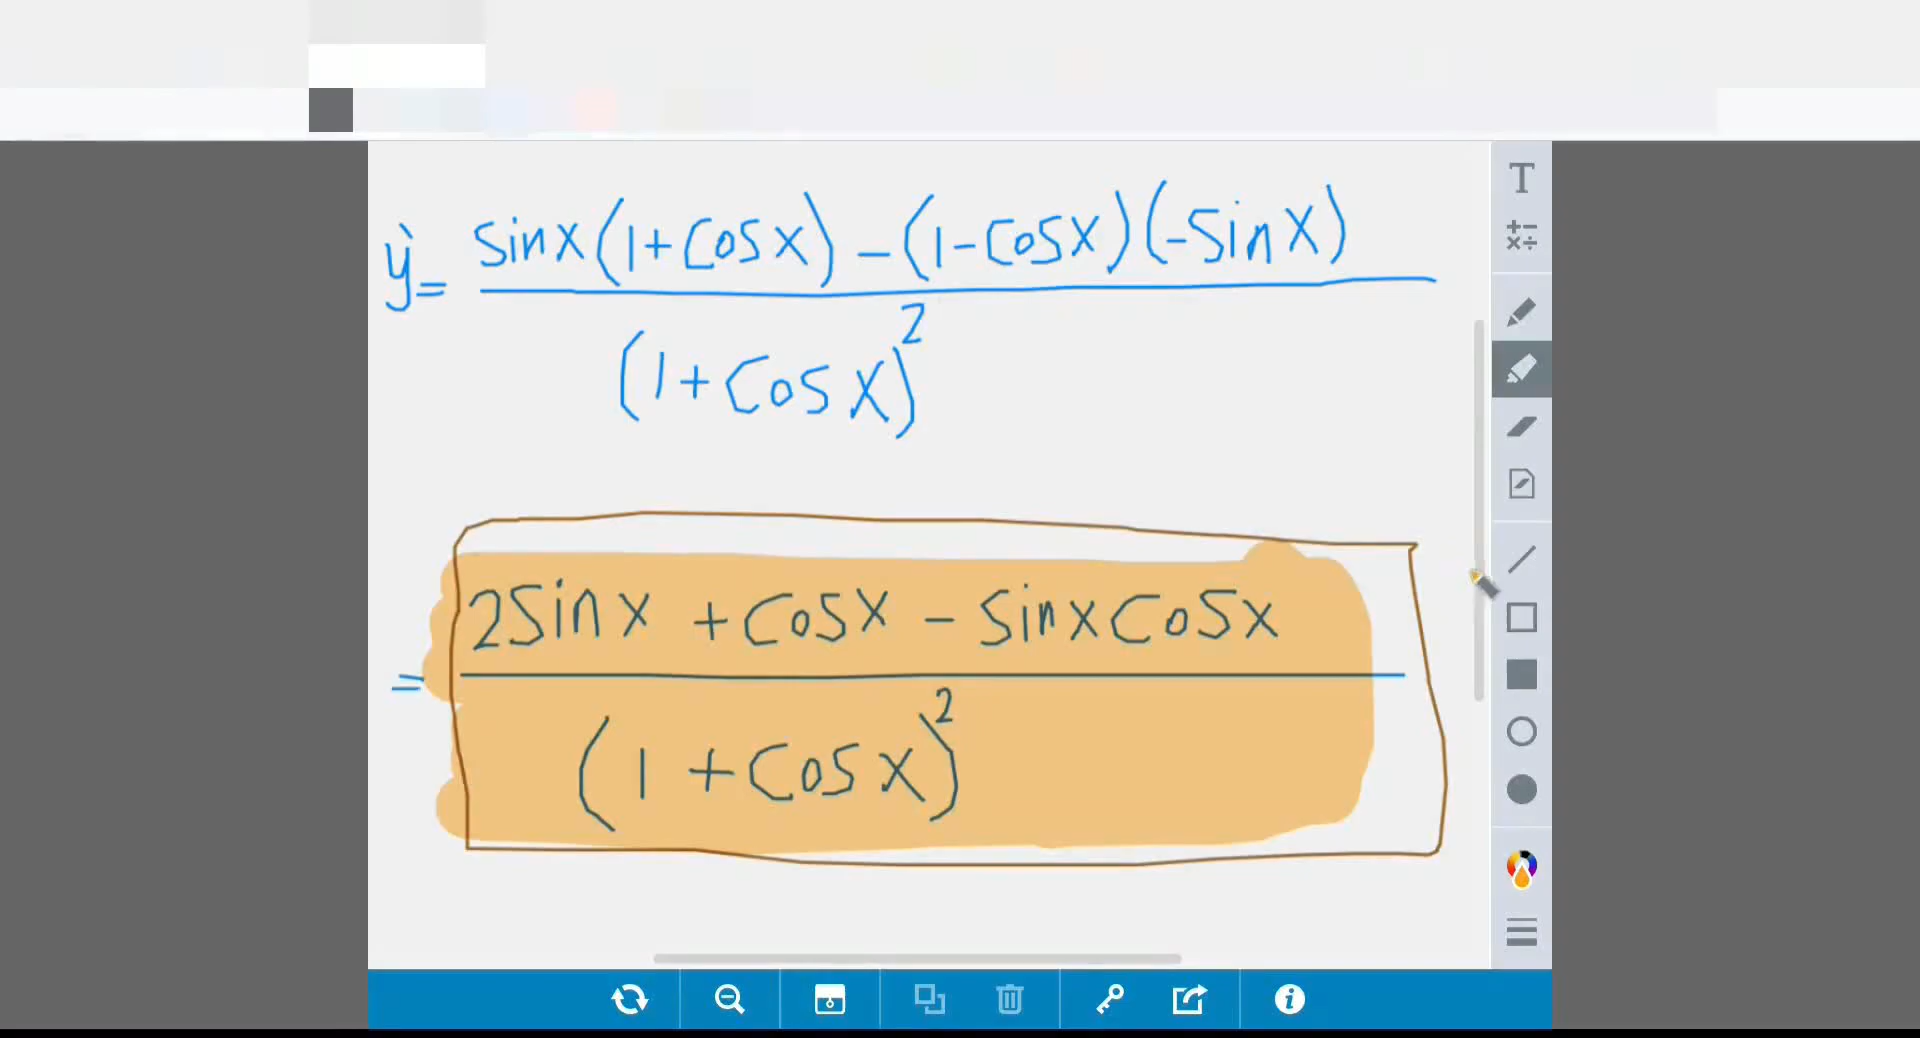 y' = sinx(1+cosx) - (1-cosx)(-sinx)
(1+cosx)²
2sinx + cosx - sinxcosx
=
(1+cosx)²
T